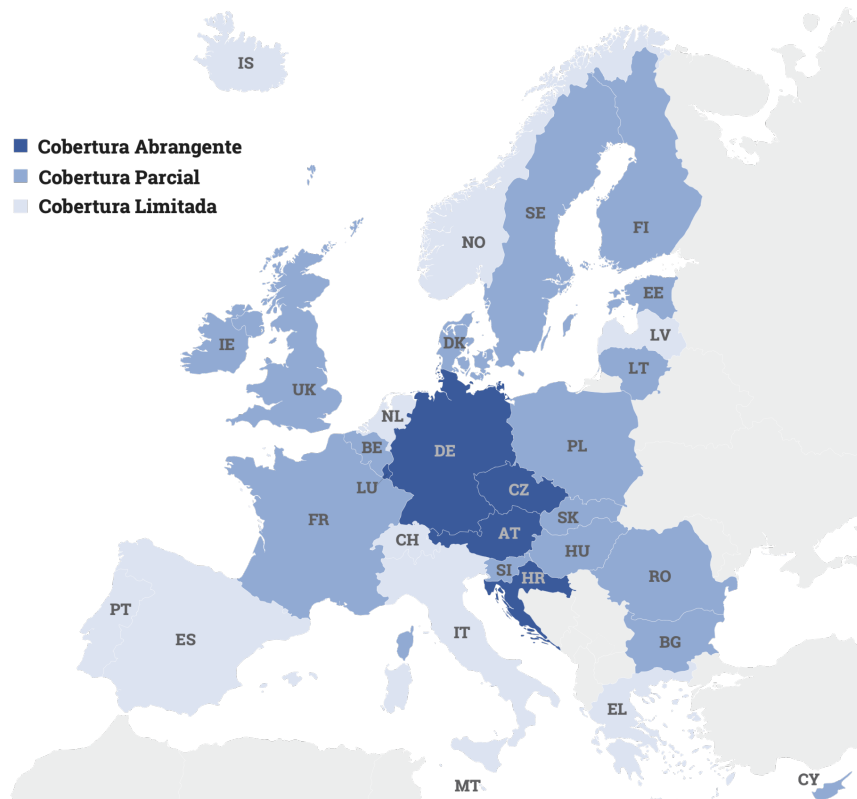 IS
Cobertura Abrangente
Cobertura Parcial
Cobertura Limitada
SE
FI
NO
EE
LV
IE
DK
LT
UK
NL
BE
DE
PL
LU
CZ
FR
SK
AT
CH
HU
SI
HR
RO
PT
ES
IT
BG
EL
MT
CY